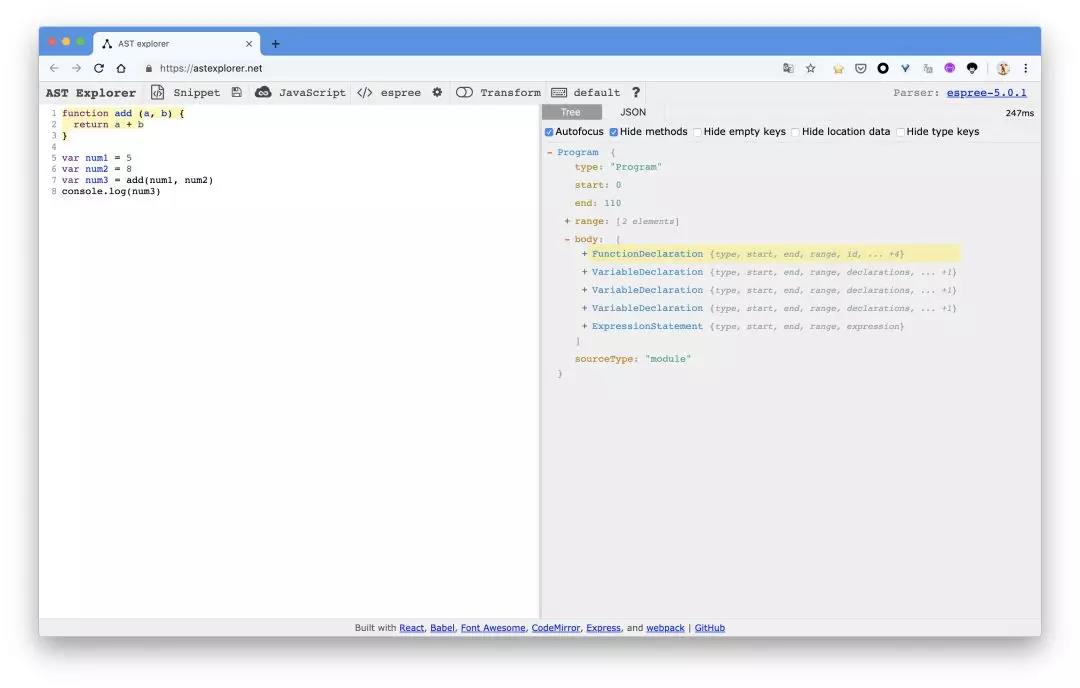 AST explorer
https://astexplorer.net
AST Explorer Snippet JavaScript </> espree Transform default ? Parser: espree-5.0.1
Tree JSON 247ms
Autofocus Hide methods Hide empty keys Hide location data Hide type keys
1 function add (a, b) {
2 return a + b
3 }
4
5 var num1 = 5
6 var num2 = 8
7 var num3 = add(num1, num2)
8 console.log(num3)
- Program {
type: "Program"
start: 0
end: 110
+ range: [2 elements]
- body: [
+ FunctionDeclaration {type, start, end, range, id, ... +4}
+ VariableDeclaration {type, start, end, range, declarations, ... +1}
+ VariableDeclaration {type, start, end, range, declarations, ... +1}
+ VariableDeclaration {type, start, end, range, declarations, ... +1}
+ ExpressionStatement {type, start, end, range, expression}
]
sourceType: "module"
}
Built with React, Babel, Font Awesome, CodeMirror, Express, and webpack | GitHub